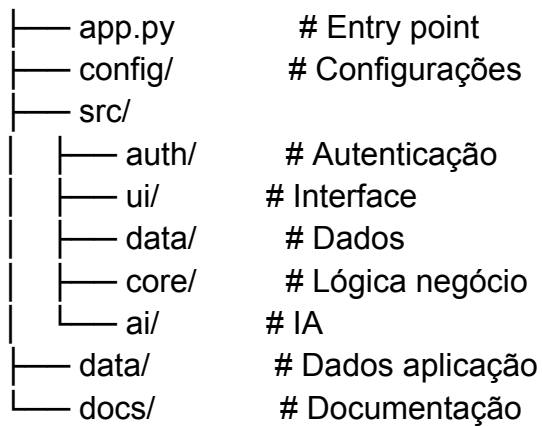 ├── app.py # Entry point
├── config/ # Configurações
├── src/
│ ├── auth/ # Autenticação
│ ├── ui/ # Interface
│ ├── data/ # Dados
│ ├── core/ # Lógica negócio
│ └── ai/ # IA
├── data/ # Dados aplicação
└── docs/ # Documentação